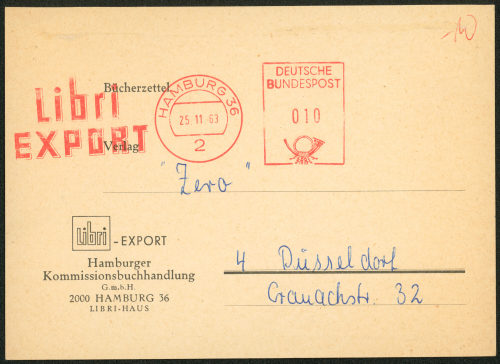 -10
Bücherzettel
Libri
EXPORT
HAMBURG 36
25.11.63
2
DEUTSCHE
BUNDESPOST
010
Verlag
"Zero"
libri -EXPORT
Hamburger
Kommissionsbuchhandlung
G.m.b.H.
2000 HAMBURG 36
LIBRI-HAUS
4 Düsseldorf
Cranachstr. 32